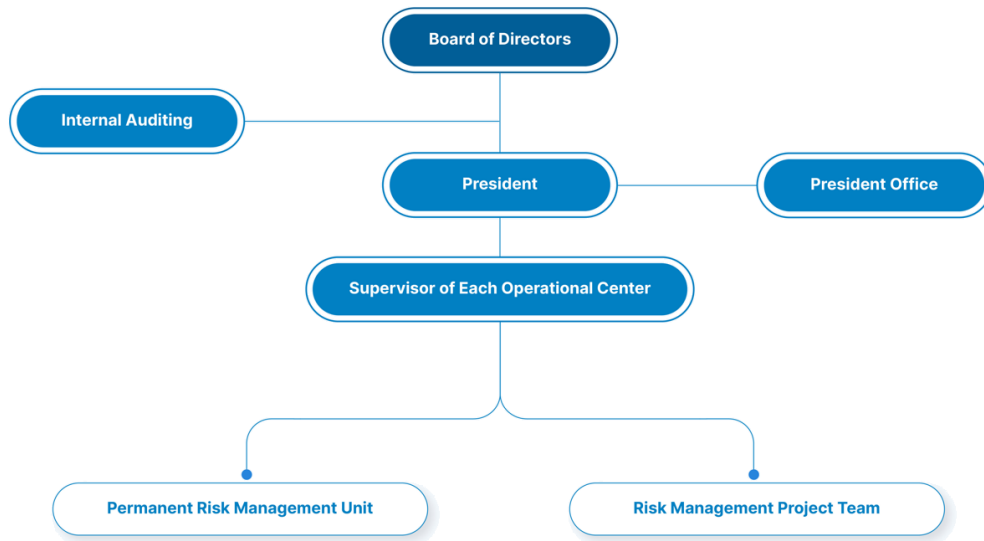 Board of Directors
Internal Auditing
President
President Office
Supervisor of Each Operational Center
Permanent Risk Management Unit
Risk Management Project Team